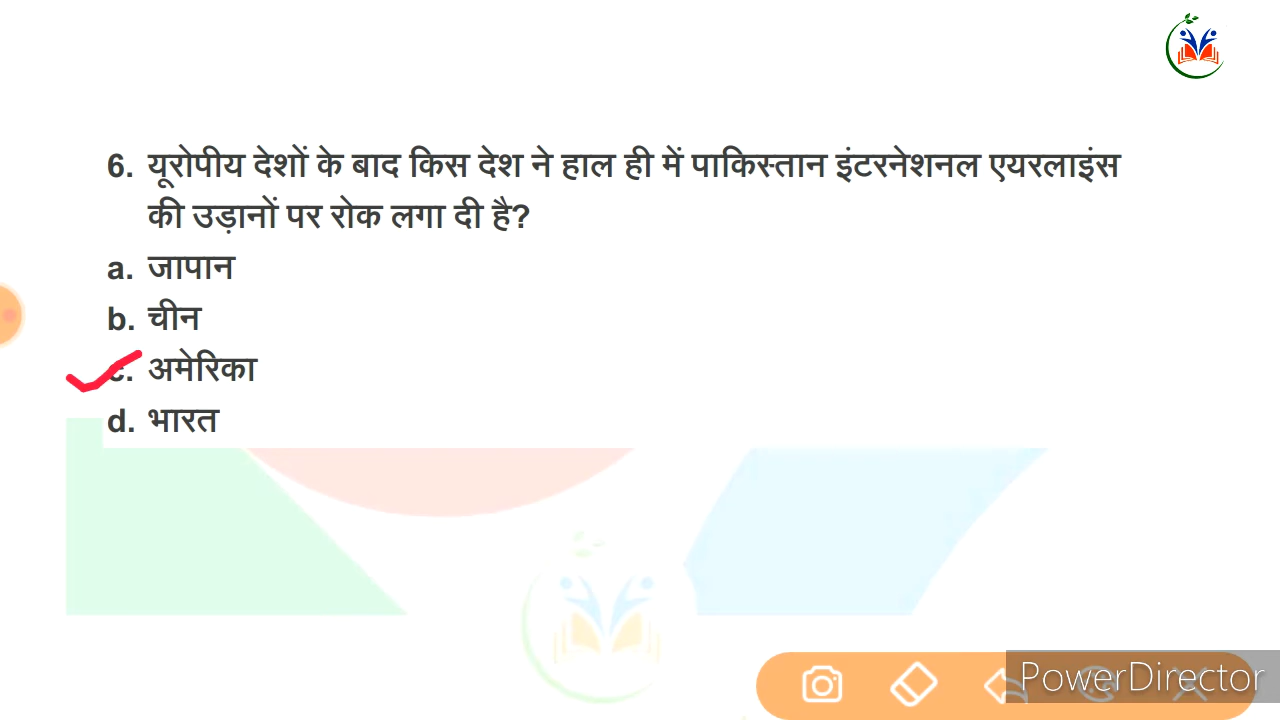 6. यूरोपीय देशों के बाद किस देश ने हाल ही में पाकिस्तान इंटरनेशनल एयरलाइंस
की उड़ानों पर रोक लगा दी है?
a. जापान
b. चीन
c. अमेरिका
d. भारत
PowerDirector